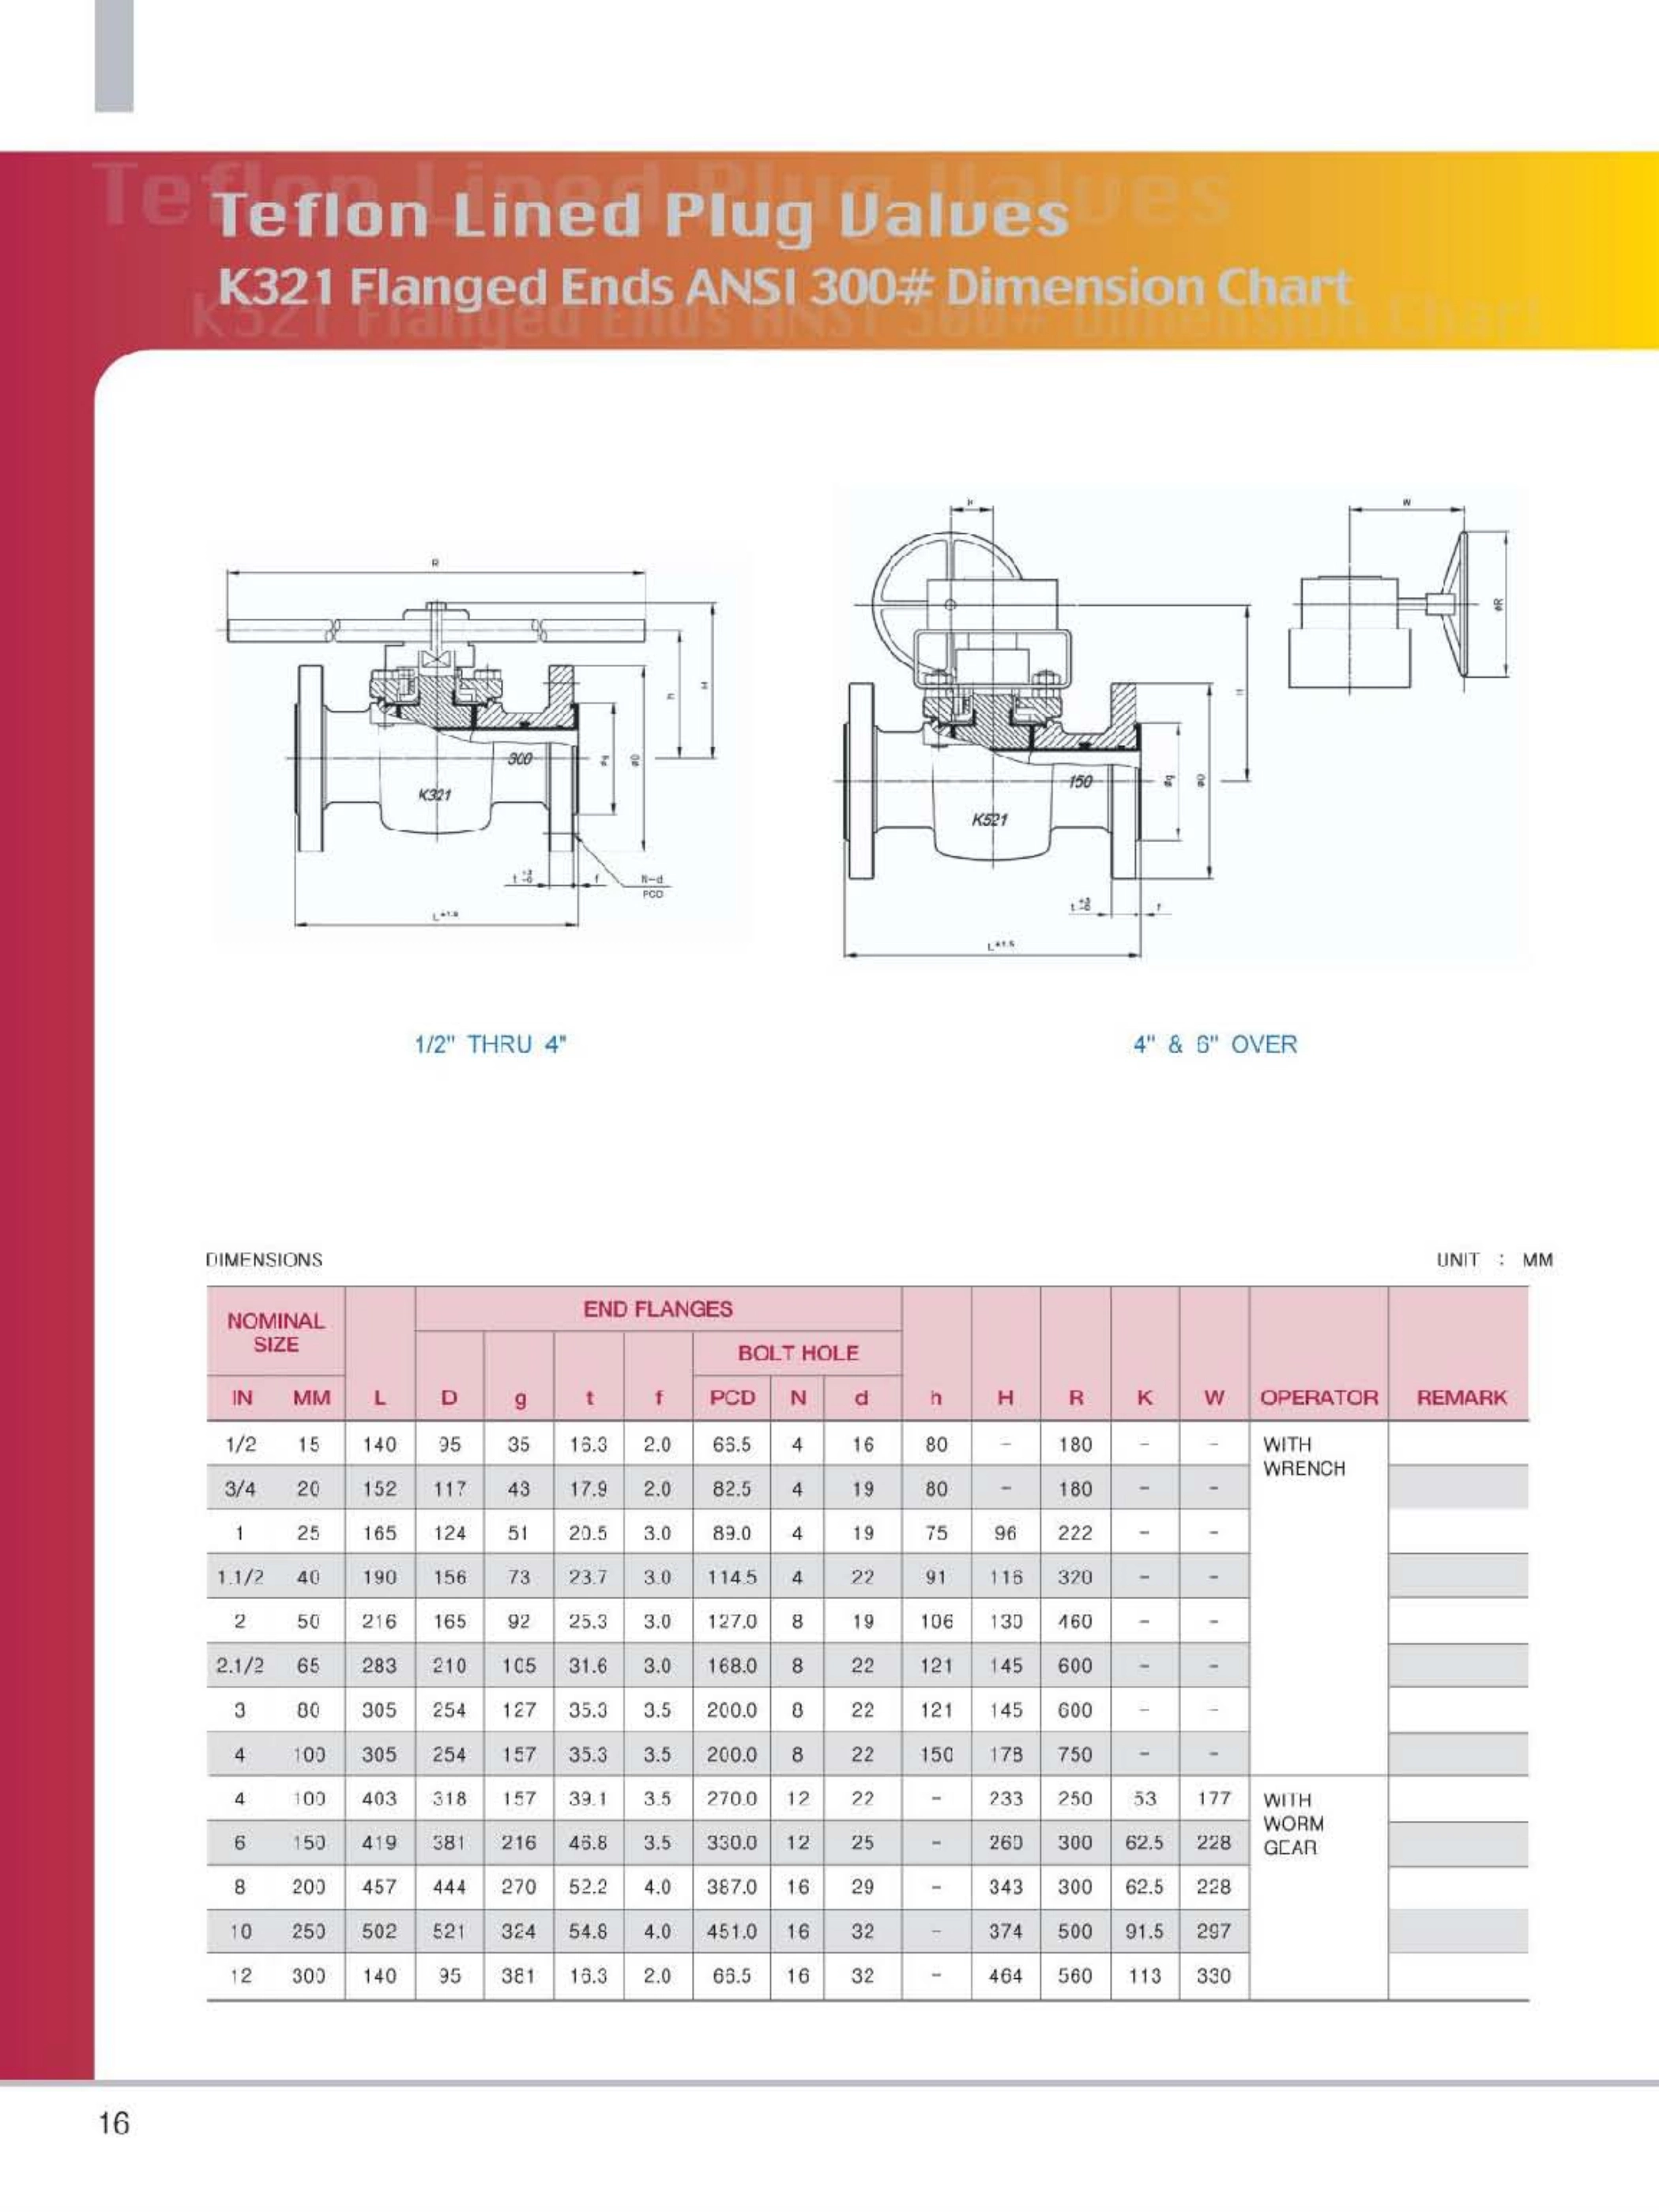 Teflon Lined Plug Valves
K321 Flanged Ends ANSI 300# Dimension Chart
R
h
H
øg
øD
300
K321
t +3 -0
f
N-d
PCD
L ±1.6
K
W
øR
H
øg
øD
150
K521
t +3 -0
f
L ±1.6
1/2" THRU 4"
4" & 6" OVER
DIMENSIONS UNIT : MM
NOMINAL SIZE END FLANGES
BOLT HOLE
IN MM L D g t f PCD N d h H R K W OPERATOR REMARK
1/2 15 140 95 35 16.3 2.0 66.5 4 16 80 - 180 - - WITH WRENCH
3/4 20 152 117 43 17.9 2.0 82.5 4 19 80 - 180 - -
1 25 165 124 51 20.5 3.0 89.0 4 19 75 96 222 - -
1.1/2 40 190 156 73 23.7 3.0 114.5 4 22 91 116 320 - -
2 50 216 165 92 25.3 3.0 127.0 8 19 106 130 460 - -
2.1/2 65 283 210 105 31.6 3.0 168.0 8 22 121 145 600 - -
3 80 305 254 127 35.3 3.5 200.0 8 22 121 145 600 - -
4 100 305 254 157 35.3 3.5 200.0 8 22 150 178 750 - -
4 100 403 318 157 39.1 3.5 270.0 12 22 - 233 250 53 177 WITH WORM GEAR
6 150 419 381 216 46.8 3.5 330.0 12 25 - 260 300 62.5 228
8 200 457 444 270 52.2 4.0 387.0 16 29 - 343 300 62.5 228
10 250 502 521 324 54.8 4.0 451.0 16 32 - 374 500 91.5 297
12 300 140 95 381 16.3 2.0 66.5 16 32 - 464 560 113 330
16